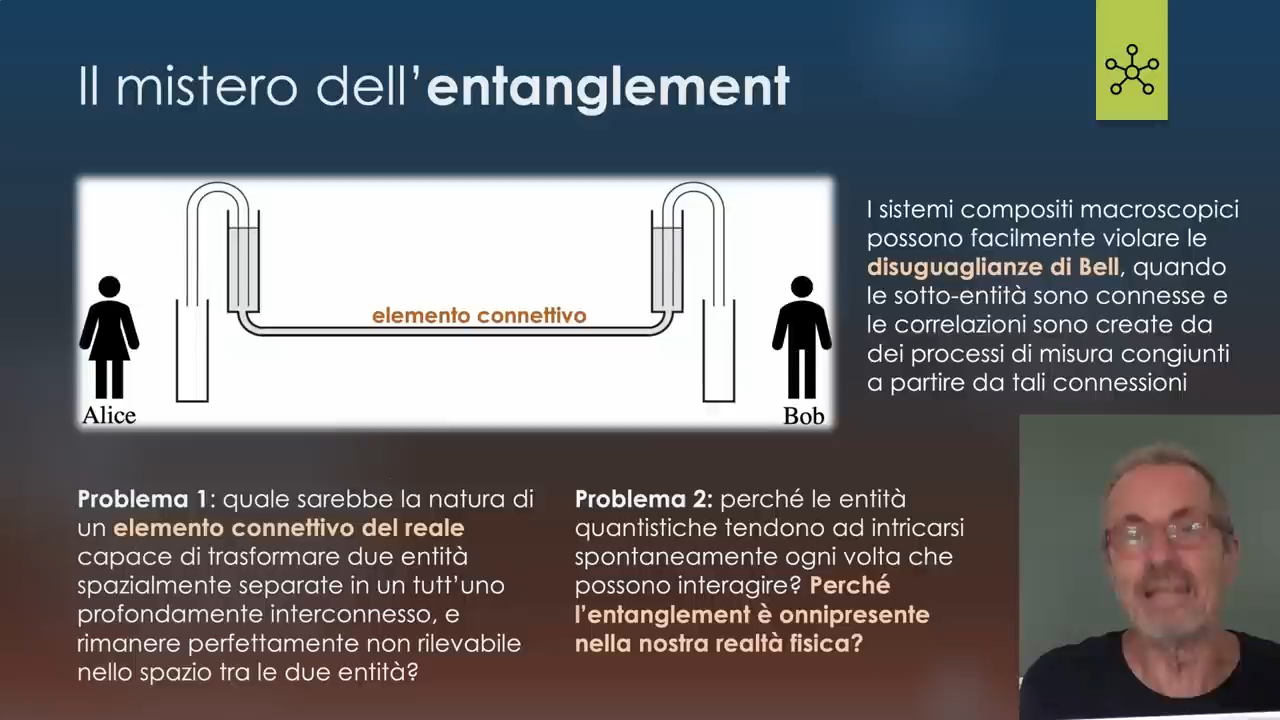 Il mistero dell'entanglement
elemento connettivo
Alice
Bob
I sistemi compositi macroscopici
possono facilmente violare le
disuguaglianze di Bell, quando
le sotto-entità sono connesse e
le correlazioni sono create da
dei processi di misura congiunti
a partire da tali connessioni
Problema 1: quale sarebbe la natura di
un elemento connettivo del reale
capace di trasformare due entità
spazialmente separate in un tutt'uno
profondamente interconnesso, e
rimanere perfettamente non rilevabile
nello spazio tra le due entità?
Problema 2: perché le entità
quantistiche tendono ad intricarsi
spontaneamente ogni volta che
possono interagire? Perché
l'entanglement è onnipresente
nella nostra realtà fisica?